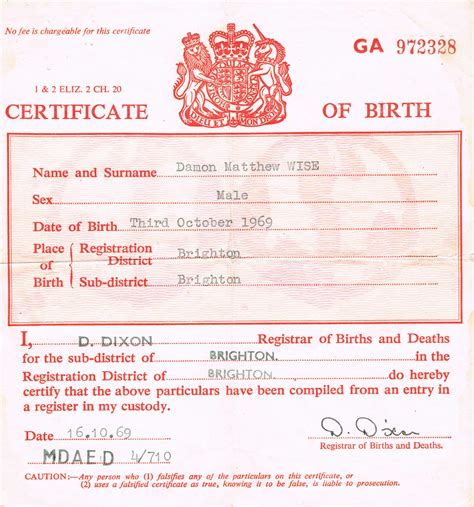 No fee is chargeable for this certificate
GA 972328
1 & 2 ELIZ. 2 CH. 20
CERTIFICATE OF BIRTH
DIEU ET MON DROIT
Name and Surname Damon Matthew WISE
Sex Male
Date of Birth Third October 1969
Place of Birth
Registration District Brighton
Sub-district Brighton
I, D. DIXON Registrar of Births and Deaths
for the sub-district of BRIGHTON. in the
Registration District of BRIGHTON. do hereby
certify that the above particulars have been compiled from an entry in
a register in my custody.
Date 16.10.69 D. Dixon
Registrar of Births and Deaths.
MDAED 4/710
CAUTION:—Any person who (1) falsifies any of the particulars on this certificate, or
(2) uses a falsified certificate as true, knowing it to be false, is liable to prosecution.